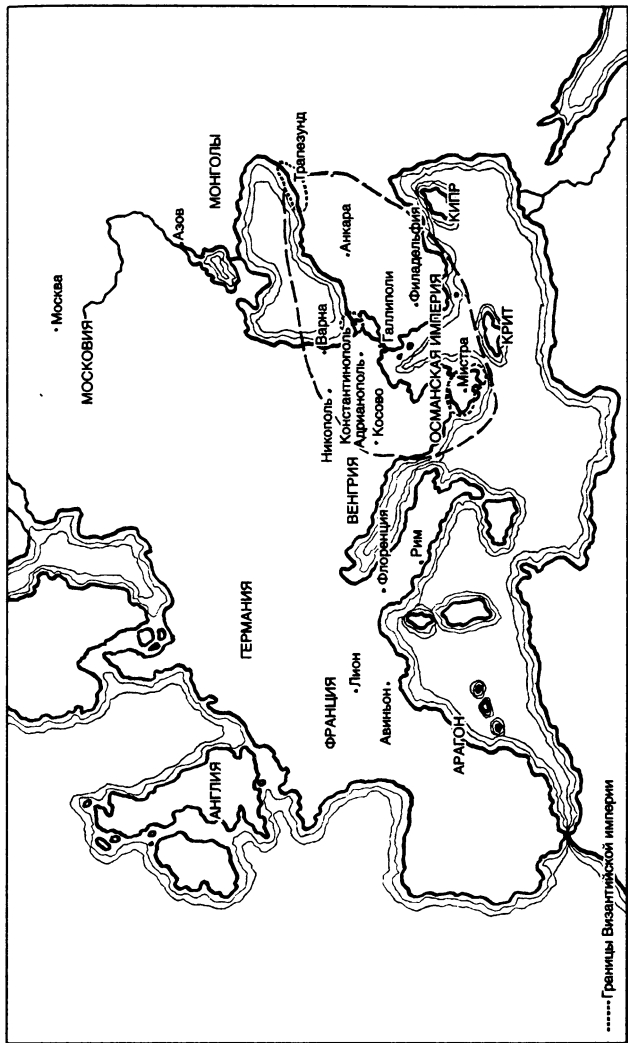 МОСКОВИЯ
Москва
Азов
МОНГОЛЫ
Трапезунд
АНГЛИЯ
ГЕРМАНИЯ
ФРАНЦИЯ
Лион
Авиньон
АРАГОН
Флоренция
Рим
ВЕНГРИЯ
Никополь
Варна
Константинополь
Адрианополь
Косово
Галлиполи
Анкара
Филадельфия
ОСМАНСКАЯ ИМПЕРИЯ
Мистра
КРИТ
КИПР
Границы Византийской империи